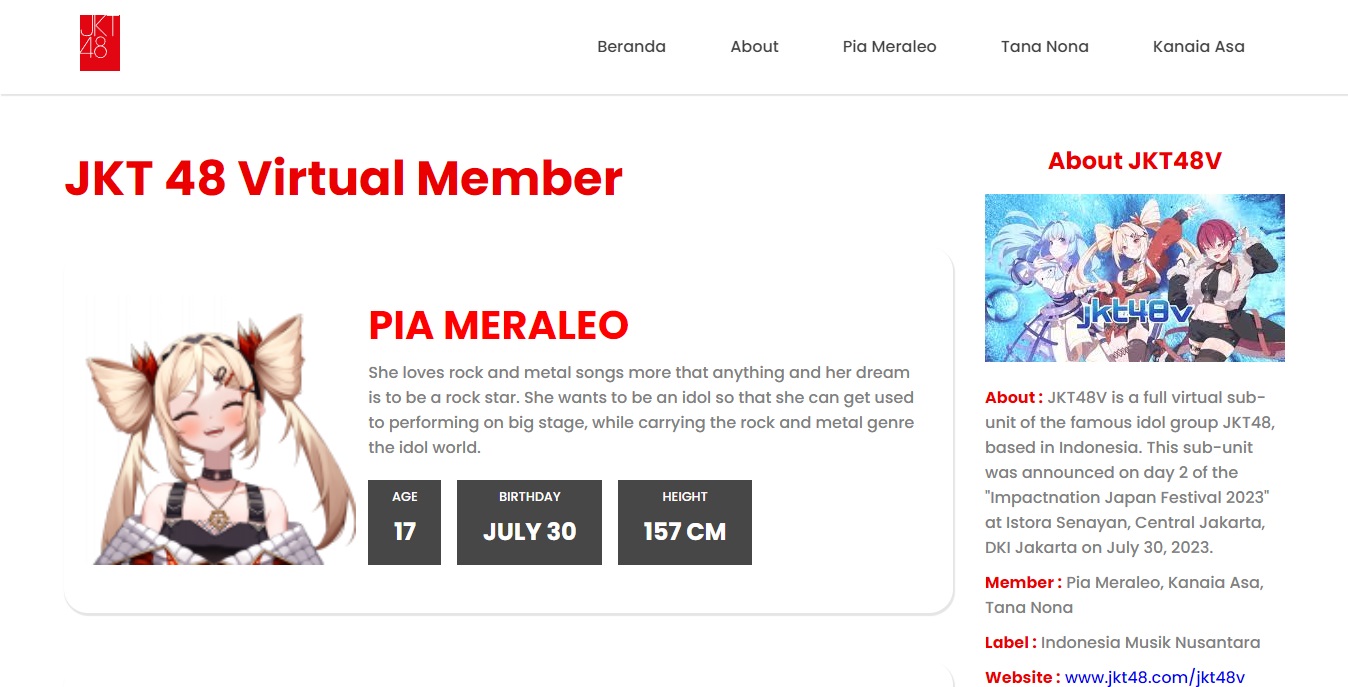 JKT
48
Beranda
About
Pia Meraleo
Tana Nona
Kanaia Asa
JKT 48 Virtual Member
PIA MERALEO
She loves rock and metal songs more that anything and her dream
is to be a rock star. She wants to be an idol so that she can get used
to performing on big stage, while carrying the rock and metal genre
the idol world.
AGE
17
BIRTHDAY
JULY 30
HEIGHT
157 CM
About JKT48V
jkt48v
About : JKT48V is a full virtual sub-
unit of the famous idol group JKT48,
based in Indonesia. This sub-unit
was announced on day 2 of the
"Impactnation Japan Festival 2023"
at Istora Senayan, Central Jakarta,
DKI Jakarta on July 30, 2023.
Member : Pia Meraleo, Kanaia Asa,
Tana Nona
Label : Indonesia Musik Nusantara
Website : www.jkt48.com/jkt48v